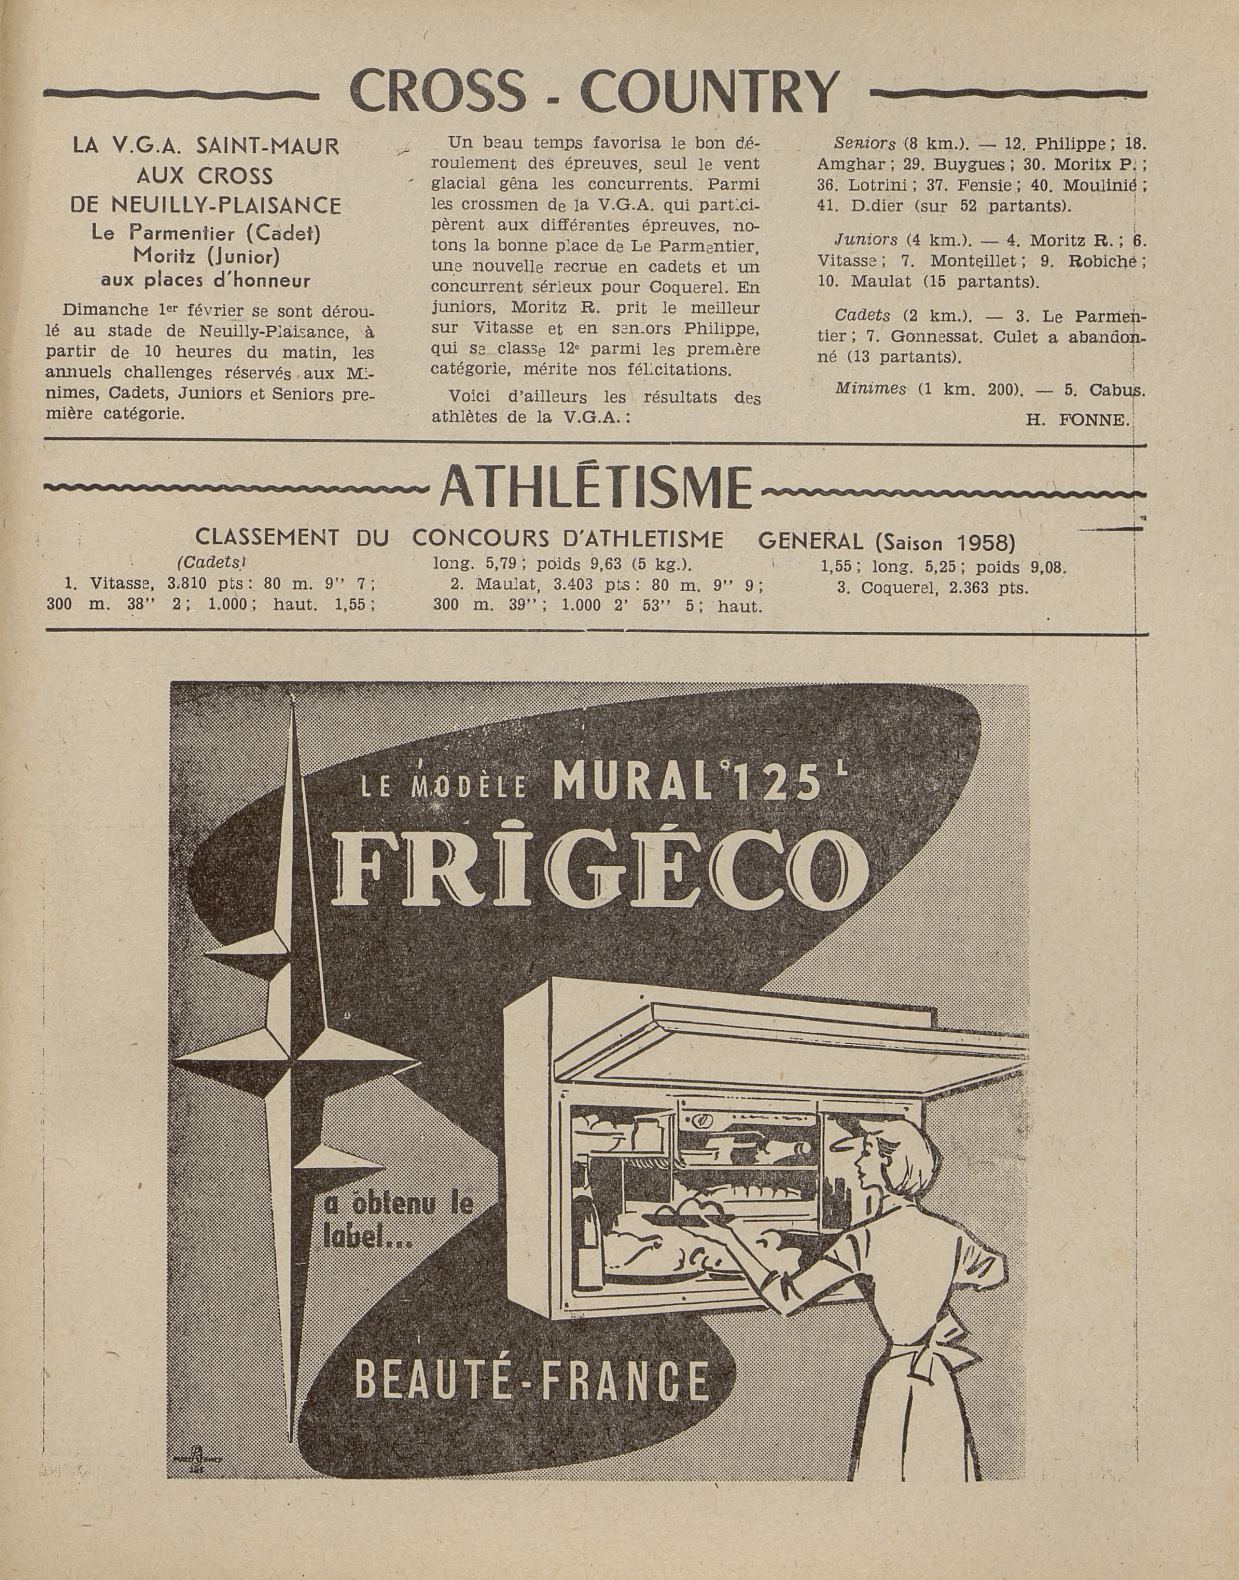 CROSS - COUNTRY
LA V.G.A. SAINT-MAUR
AUX CROSS
DE NEUILLY-PLAISANCE
Le Parmentier (Cadet)
Moritz (Junior)
aux places d'honneur
Dimanche 1er février se sont dérou-
lé au stade de Neuilly-Plaisance, à
partir de 10 heures du matin, les
annuels challenges réservés aux Mi-
nimes, Cadets, Juniors et Seniors pre-
mière catégorie.
Un beau temps favorisa le bon dé-
roulement des épreuves, seul le vent
glacial gêna les concurrents. Parmi
les crossmen de la V.G.A. qui partici-
pèrent aux différentes épreuves, no-
tons la bonne place de Le Parmentier,
une nouvelle recrue en cadets et un
concurrent sérieux pour Coquerel. En
juniors, Moritz R. prit le meilleur
sur Vitasse et en seniors Philippe,
qui se classe 12e parmi les première
catégorie, mérite nos félicitations.
Voici d'ailleurs les résultats des
athlètes de la V.G.A. :
Seniors (8 km.). — 12. Philippe ; 18.
Amghar ; 29. Buygues ; 30. Moritx P. ;
36. Lotrini ; 37. Fensie ; 40. Moulinié ;
41. Didier (sur 52 partants).
Juniors (4 km.). — 4. Moritz R. ; 6.
Vitasse ; 7. Monteillet ; 9. Robiche ;
10. Maulat (15 partants).
Cadets (2 km.). — 3. Le Parmen-
tier ; 7. Gonnessat. Culet a abandon-
né (13 partants).
Minimes (1 km. 200). — 5. Cabus.
H. FONNE.
ATHLÉTISME
CLASSEMENT DU CONCOURS D'ATHLETISME GENERAL (Saison 1958)
(Cadets)
1. Vitasse, 3.810 pts : 80 m. 9'' 7 ;
300 m. 38'' 2 ; 1.000 ; haut. 1,55 ;
long. 5,79 ; poids 9,63 (5 kg.).
2. Maulat, 3.403 pts : 80 m. 9'' 9 ;
300 m. 39'' ; 1.000 2' 53'' 5 ; haut.
1,55 ; long. 5,25 ; poids 9,08.
3. Coquerel, 2.363 pts.
LE MODÈLE MURAL 125 L
FRIGÉCO
a obtenu le
label...
BEAUTÉ-FRANCE